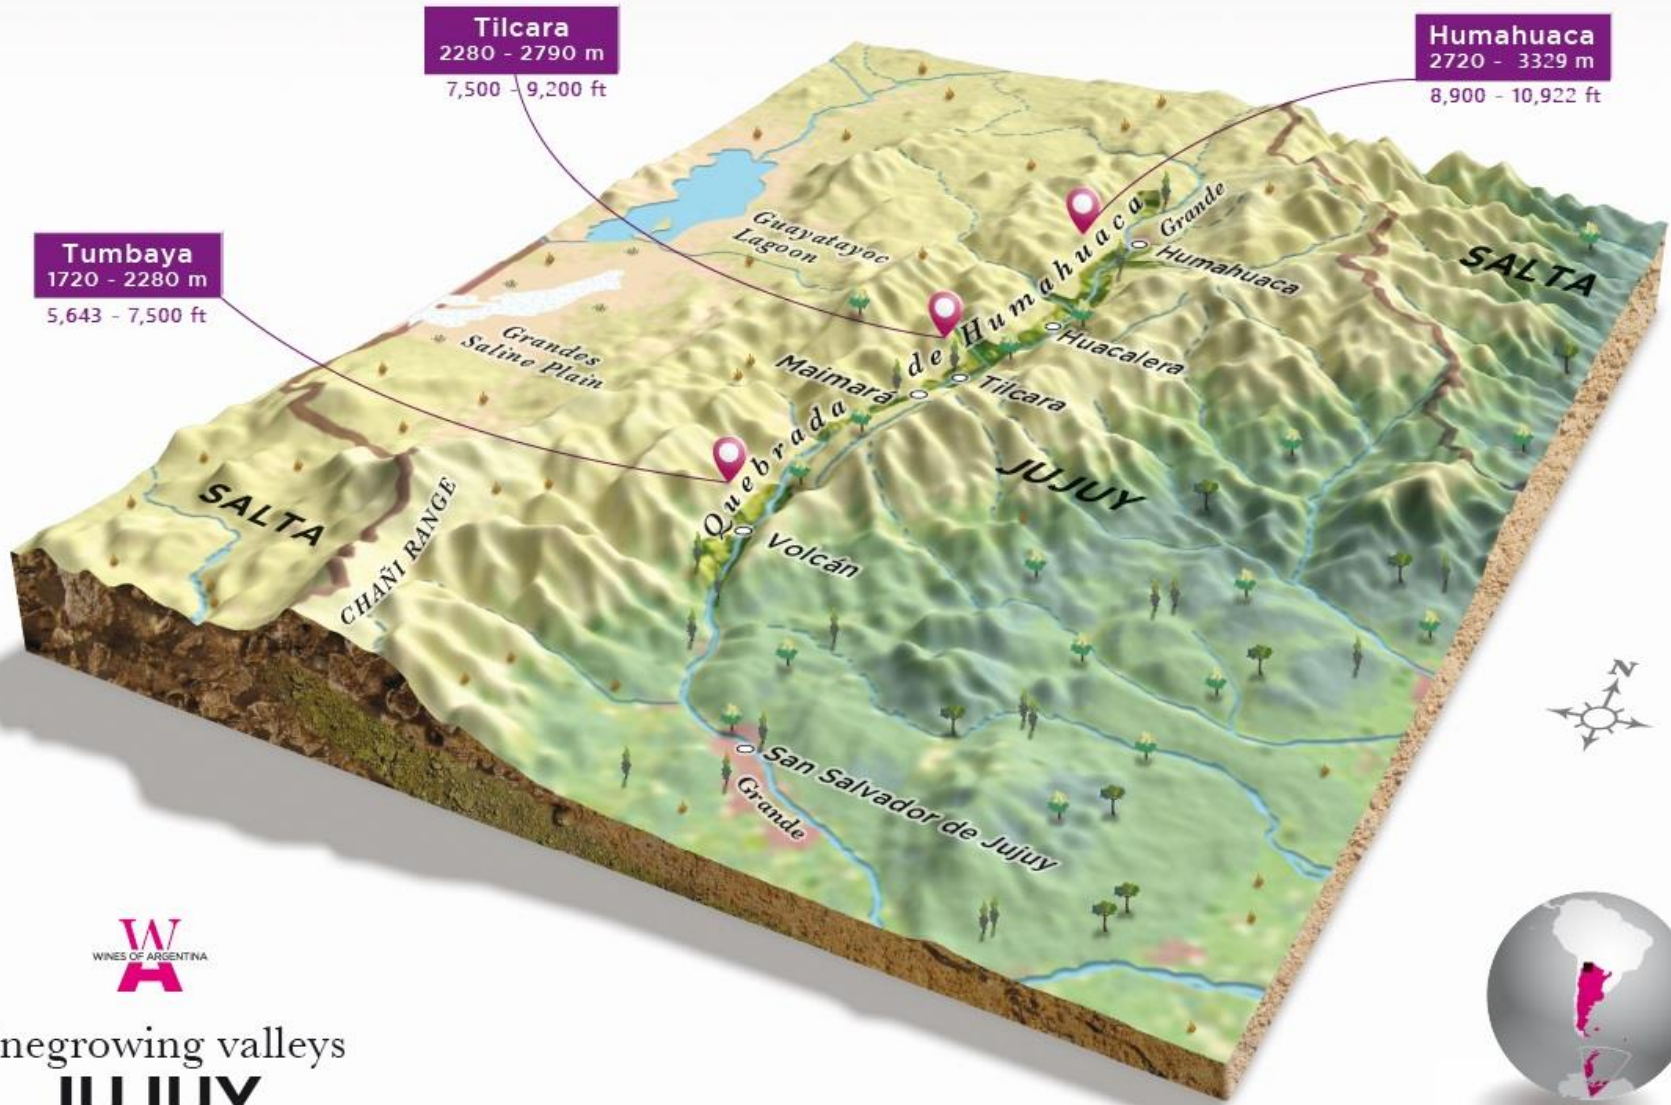 Tilcara
2280 - 2790 m
7,500 - 9,200 ft
Humahuaca
2720 - 3329 m
8,900 - 10,922 ft
Tumbaya
1720 - 2280 m
5,643 - 7,500 ft
Guayatayoc
Lagoon
Grandes
Saline Plain
Quebrada de Humahuaca
Grande
Humahuaca
Huacalera
Maimará
Tilcara
SALTA
JUJUY
SALTA
CHAÑI RANGE
Volcán
San Salvador de Jujuy
Grande
N
WA
WINES OF ARGENTINA
negrowing valleys
JUJUY